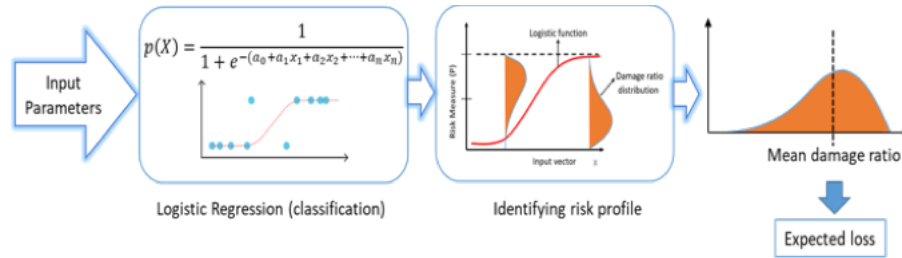 Input
Parameters
p(X) = 1 / 1 + e^−(a₀+a₁x₁+a₂x₂+⋯+aₙxₙ)
Logistic Regression (classification)
Risk Measure (P)
Logistic function
Damage ratio
distribution
Input vector X
Identifying risk profile
Mean damage ratio
Expected loss